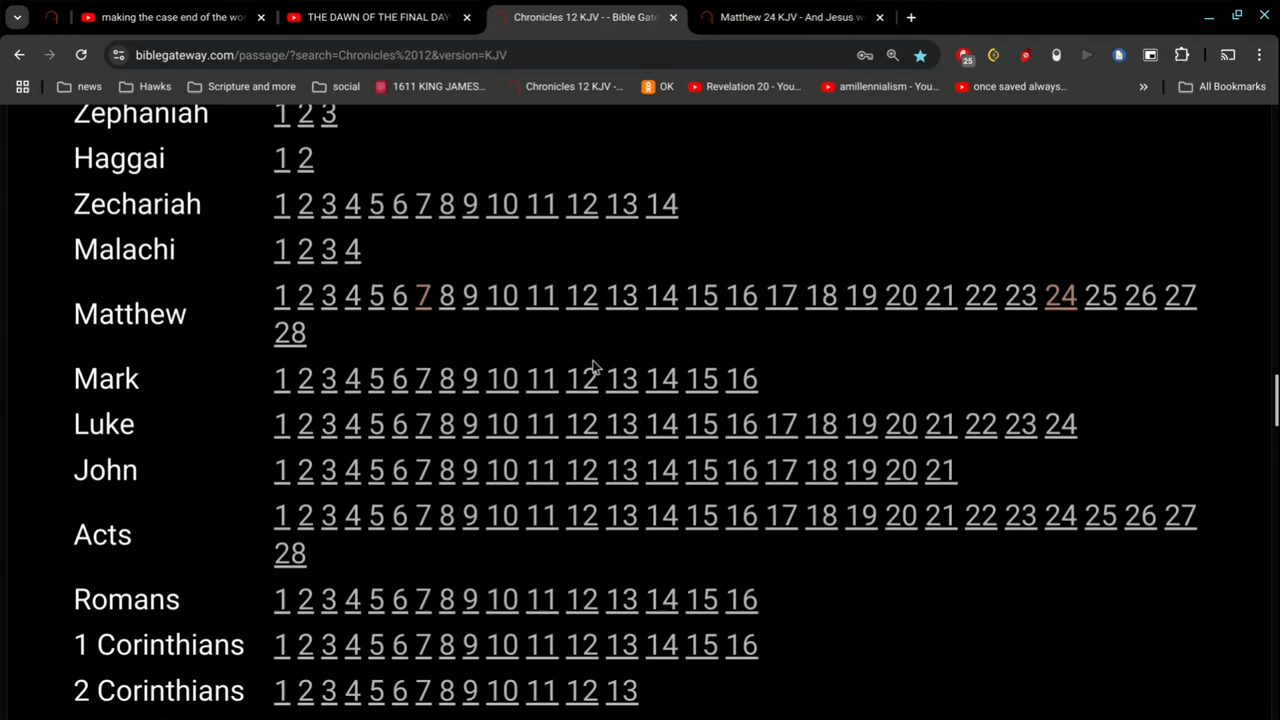 making the case end of the wo
THE DAWN OF THE FINAL DAY
Chronicles 12 KJV - - Bible Gate
Matthew 24 KJV - And Jesus w
biblegateway.com/passage/?search=Chronicles%2012&version=KJV
25
news
Hawks
Scripture and more
social
1611 KING JAMES...
Chronicles 12 KJV -...
OK
Revelation 20 - You...
amillennialism - You...
once saved always...
»
All Bookmarks
Zephaniah 1 2 3
Haggai 1 2
Zechariah 1 2 3 4 5 6 7 8 9 10 11 12 13 14
Malachi 1 2 3 4
Matthew 1 2 3 4 5 6 7 8 9 10 11 12 13 14 15 16 17 18 19 20 21 22 23 24 25 26 27
28
Mark 1 2 3 4 5 6 7 8 9 10 11 12 13 14 15 16
Luke 1 2 3 4 5 6 7 8 9 10 11 12 13 14 15 16 17 18 19 20 21 22 23 24
John 1 2 3 4 5 6 7 8 9 10 11 12 13 14 15 16 17 18 19 20 21
Acts 1 2 3 4 5 6 7 8 9 10 11 12 13 14 15 16 17 18 19 20 21 22 23 24 25 26 27
28
Romans 1 2 3 4 5 6 7 8 9 10 11 12 13 14 15 16
1 Corinthians 1 2 3 4 5 6 7 8 9 10 11 12 13 14 15 16
2 Corinthians 1 2 3 4 5 6 7 8 9 10 11 12 13